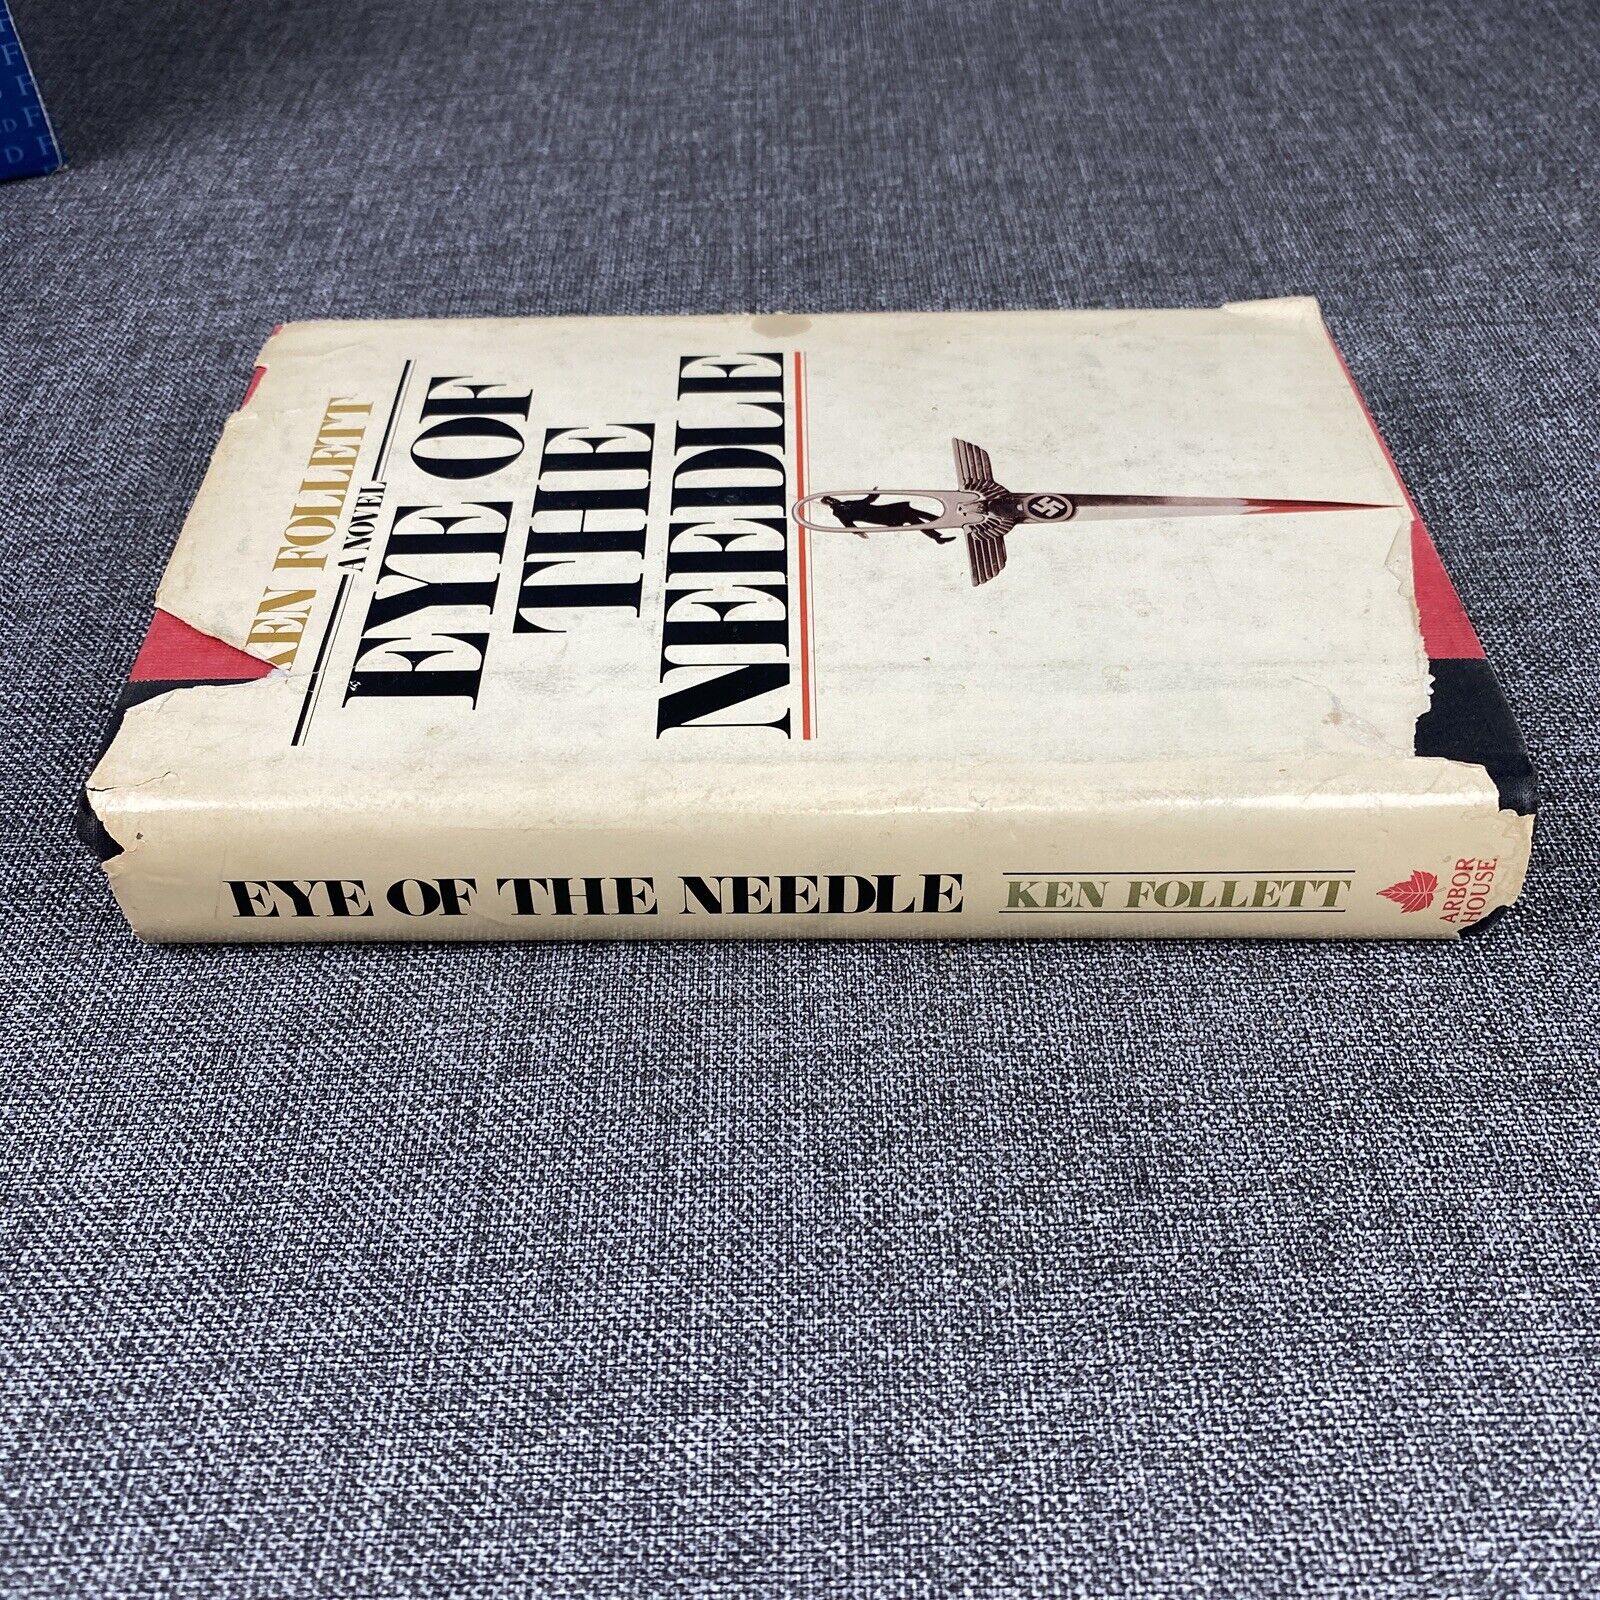 KEN FOLLETT
A NOVEL
EYE OF
THE
NEEDLE
EYE OF THE NEEDLE
KEN FOLLETT
ARBOR
HOUSE
F
F
F
D F
D F